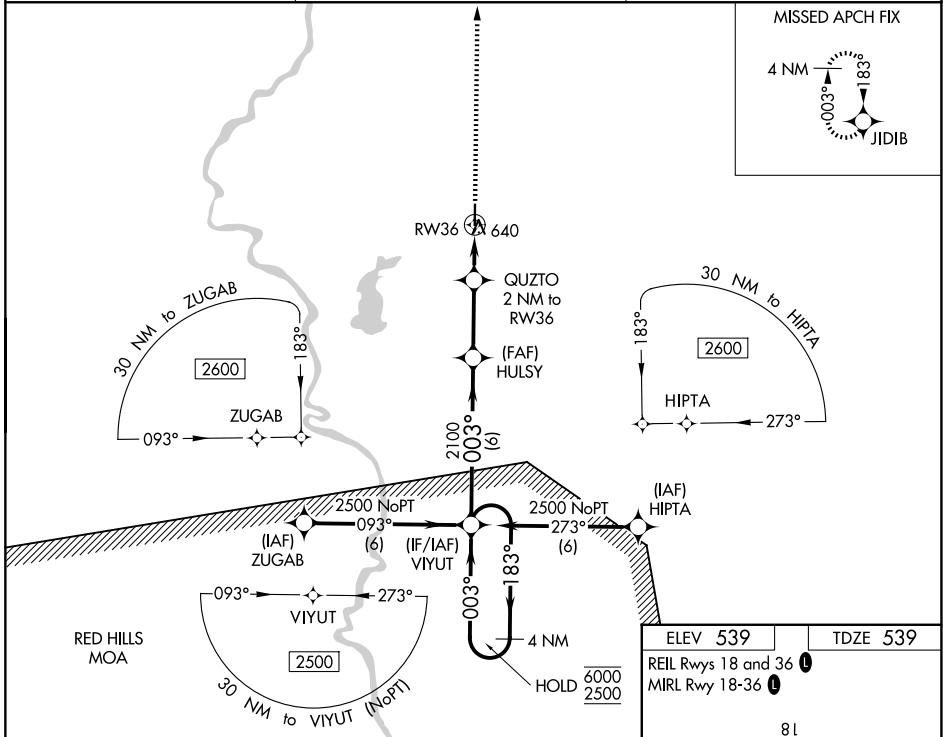 MISSED APCH FIX
4 NM
003°
183°
JIDIB
RW36
640
QUZTO
2 NM to
RW36
(FAF)
HULSY
30 NM to ZUGAB
2600
183°
ZUGAB
093°
30 NM to HIPTA
2600
183°
HIPTA
273°
2100
003°
(6)
2500 NoPT
093°
(6)
(IAF)
ZUGAB
(IF/IAF)
VIYUT
2500 NoPT
273°
(6)
(IAF)
HIPTA
003°
183°
4 NM
HOLD
6000
2500
093°
273°
VIYUT
2500
30 NM to VIYUT (NoPT)
RED HILLS
MOA
ELEV 539
TDZE 539
REIL Rwys 18 and 36 L
MIRL Rwy 18-36 L
18